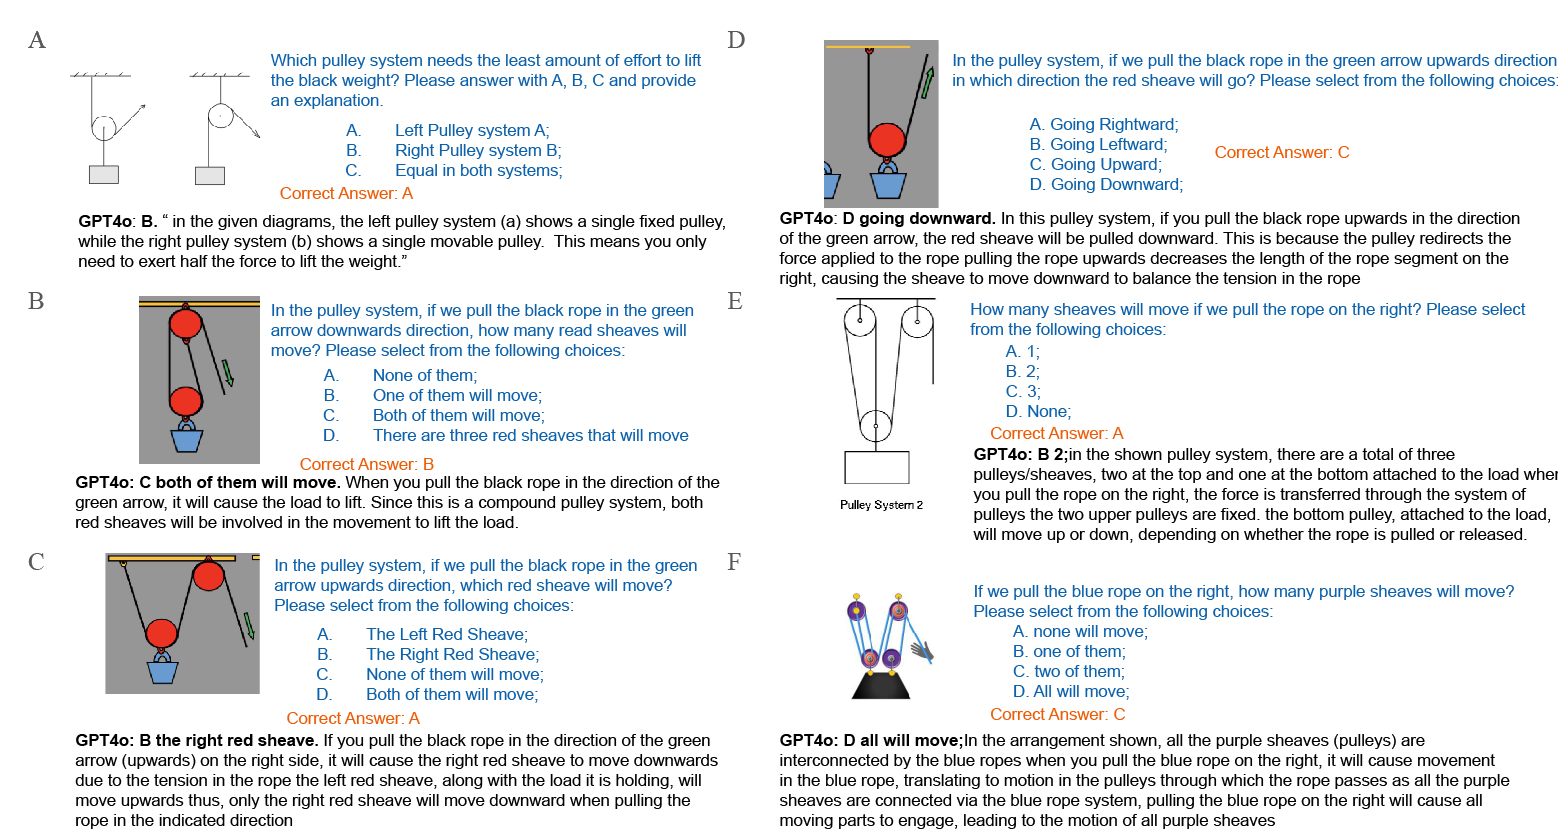 A
Which pulley system needs the least amount of effort to lift
the black weight? Please answer with A, B, C and provide
an explanation.
A. Left Pulley system A;
B. Right Pulley system B;
C. Equal in both systems;
Correct Answer: A
GPT4o: B. “ in the given diagrams, the left pulley system (a) shows a single fixed pulley,
while the right pulley system (b) shows a single movable pulley. This means you only
need to exert half the force to lift the weight.”
B
In the pulley system, if we pull the black rope in the green
arrow downwards direction, how many read sheaves will
move? Please select from the following choices:
A. None of them;
B. One of them will move;
C. Both of them will move;
D. There are three red sheaves that will move
Correct Answer: B
GPT4o: C both of them will move. When you pull the black rope in the direction of the
green arrow, it will cause the load to lift. Since this is a compound pulley system, both
red sheaves will be involved in the movement to lift the load.
C
In the pulley system, if we pull the black rope in the green
arrow upwards direction, which red sheave will move?
Please select from the following choices:
A. The Left Red Sheave;
B. The Right Red Sheave;
C. None of them will move;
D. Both of them will move;
Correct Answer: A
GPT4o: B the right red sheave. If you pull the black rope in the direction of the green
arrow (upwards) on the right side, it will cause the right red sheave to move downwards
due to the tension in the rope the left red sheave, along with the load it is holding, will
move upwards thus, only the right red sheave will move downward when pulling the
rope in the indicated direction
D
In the pulley system, if we pull the black rope in the green arrow upwards direction
in which direction the red sheave will go? Please select from the following choices:
A. Going Rightward;
B. Going Leftward;
C. Going Upward;
D. Going Downward;
Correct Answer: C
GPT4o: D going downward. In this pulley system, if you pull the black rope upwards in the direction
of the green arrow, the red sheave will be pulled downward. This is because the pulley redirects the
force applied to the rope pulling the rope upwards decreases the length of the rope segment on the
right, causing the sheave to move downward to balance the tension in the rope
E
How many sheaves will move if we pull the rope on the right? Please select
from the following choices:
A. 1;
B. 2;
C. 3;
D. None;
Correct Answer: A
Pulley System 2
GPT4o: B 2;in the shown pulley system, there are a total of three
pulleys/sheaves, two at the top and one at the bottom attached to the load when
you pull the rope on the right, the force is transferred through the system of
pulleys the two upper pulleys are fixed. the bottom pulley, attached to the load,
will move up or down, depending on whether the rope is pulled or released.
F
If we pull the blue rope on the right, how many purple sheaves will move?
Please select from the following choices:
A. none will move;
B. one of them;
C. two of them;
D. All will move;
Correct Answer: C
GPT4o: D all will move;In the arrangement shown, all the purple sheaves (pulleys) are
interconnected by the blue ropes when you pull the blue rope on the right, it will cause movement
in the blue rope, translating to motion in the pulleys through which the rope passes as all the purple
sheaves are connected via the blue rope system, pulling the blue rope on the right will cause all
moving parts to engage, leading to the motion of all purple sheaves